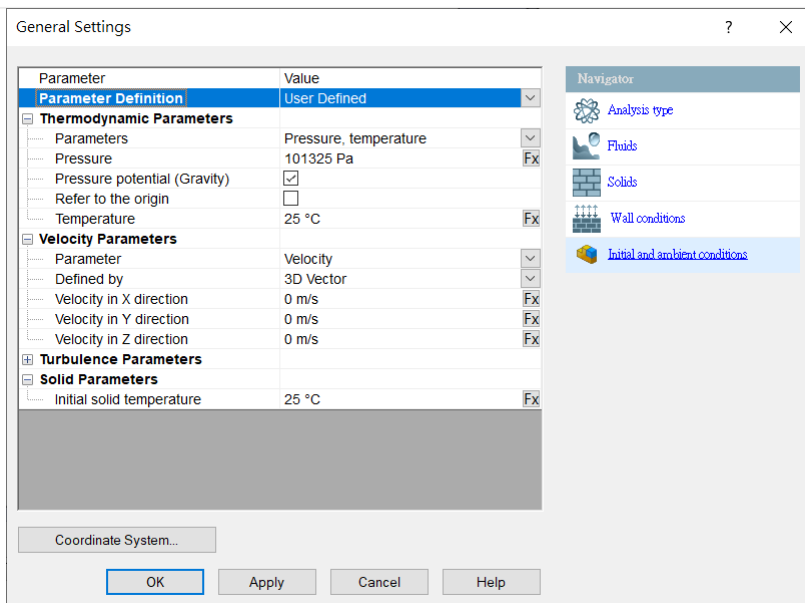 General Settings
?
Parameter Value
Parameter Definition User Defined
Thermodynamic Parameters
Parameters Pressure, temperature
Pressure 101325 Pa Fx
Pressure potential (Gravity)
Refer to the origin
Temperature 25 °C Fx
Velocity Parameters
Parameter Velocity
Defined by 3D Vector
Velocity in X direction 0 m/s Fx
Velocity in Y direction 0 m/s Fx
Velocity in Z direction 0 m/s Fx
Turbulence Parameters
Solid Parameters
Initial solid temperature 25 °C Fx
Coordinate System...
OK Apply Cancel Help
Navigator
Analysis type
Fluids
Solids
Wall conditions
Initial and ambient conditions